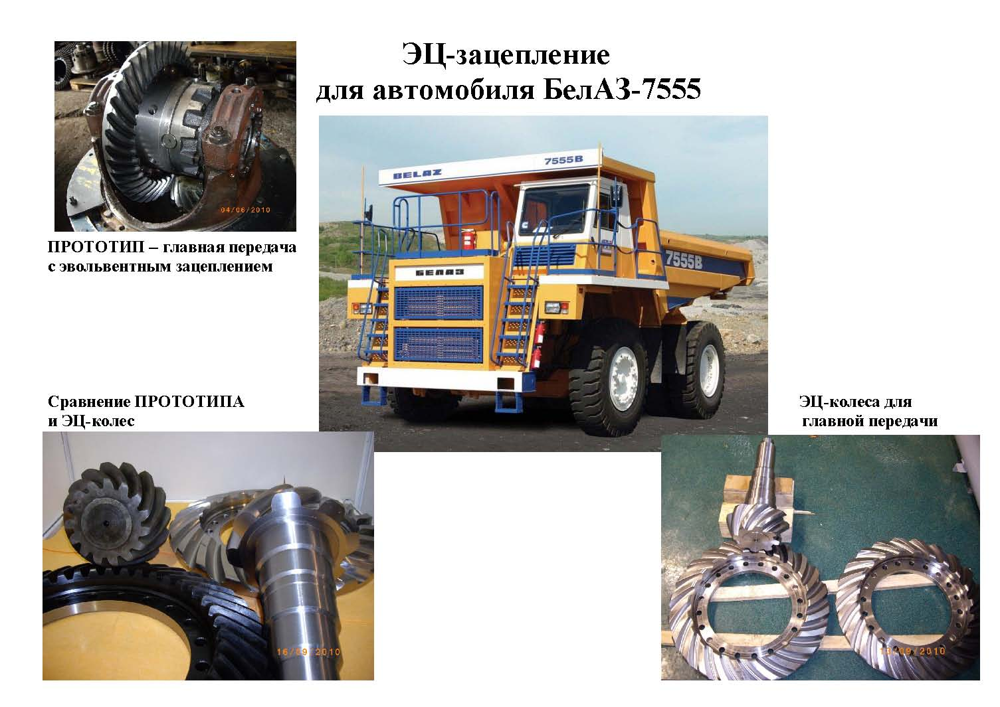 ЭЦ-зацепление
для автомобиля БелАЗ-7555
04/06/2010
ПРОТОТИП – главная передача
с эвольвентным зацеплением
BELAZ
7555B
7555B
БЕЛАЗ
Сравнение ПРОТОТИПА
и ЭЦ-колес
16/09/2010
ЭЦ-колеса для
главной передачи
13/09/2010